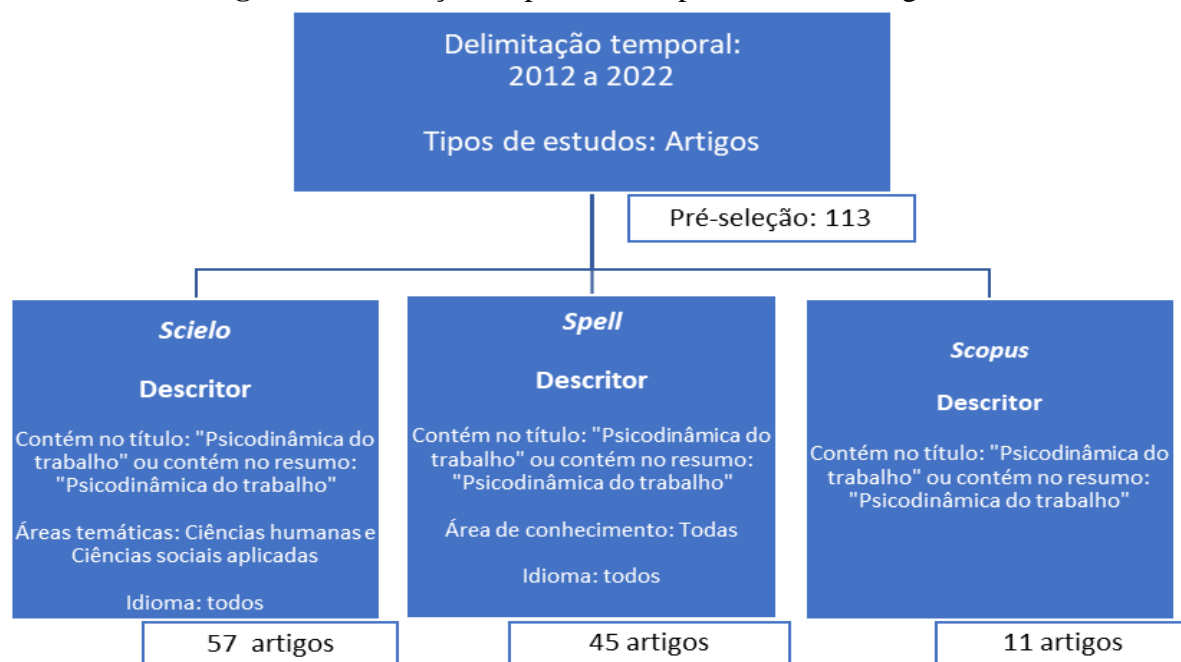 Delimitação temporal:
2012 a 2022
Tipos de estudos: Artigos
Pré-seleção: 113
Scielo
Descritor
Contém no título: "Psicodinâmica do
trabalho" ou contém no resumo:
"Psicodinâmica do trabalho"
Áreas temáticas: Ciências humanas e
Ciências sociais aplicadas
Idioma: todos
57 artigos
Spell
Descritor
Contém no título: "Psicodinâmica do
trabalho" ou contém no resumo:
"Psicodinâmica do trabalho"
Área de conhecimento: Todas
Idioma: todos
45 artigos
Scopus
Descritor
Contém no título: "Psicodinâmica do
trabalho" ou contém no resumo:
"Psicodinâmica do trabalho"
11 artigos